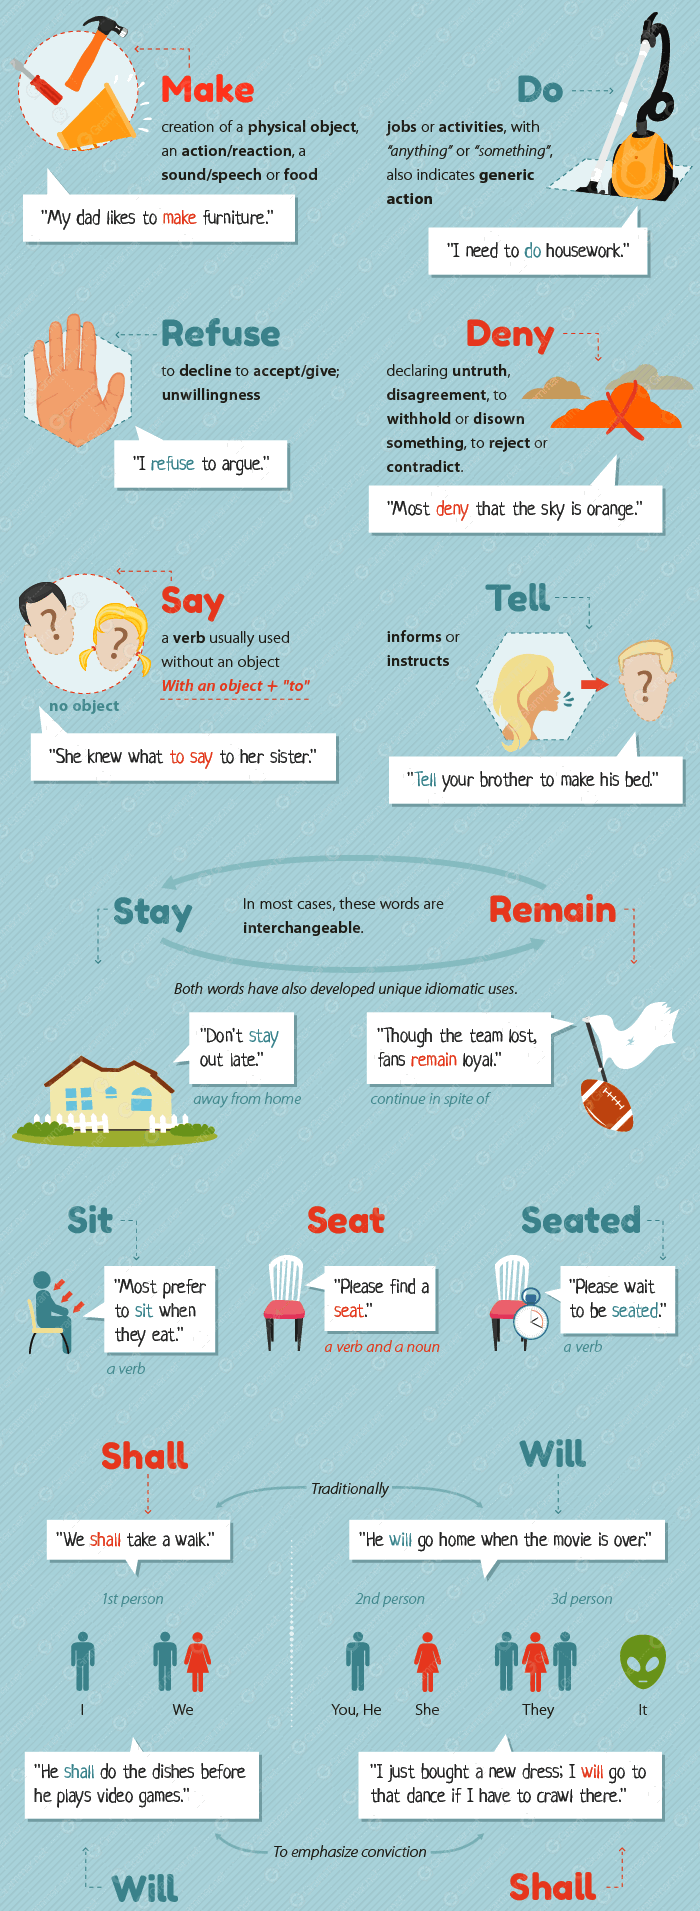 Make
creation of a physical object,
an action/reaction, a
sound/speech or food
"My dad likes to make furniture."
Do
jobs or activities, with
"anything" or "something",
also indicates generic
action
"I need to do housework."
Refuse
to decline to accept/give;
unwillingness
"I refuse to argue."
Deny
declaring untruth,
disagreement, to
withhold or disown
something, to reject or
contradict.
"Most deny that the sky is orange."
Say
a verb usually used
without an object
With an object + "to"
?
?
no object
"She knew what to say to her sister."
Tell
informs or
instructs
?
"Tell your brother to make his bed."
Stay
In most cases, these words are
interchangeable.
Remain
Both words have also developed unique idiomatic uses.
"Don't stay
out late."
away from home
"Though the team lost,
fans remain loyal."
continue in spite of
Sit
"Most prefer
to sit when
they eat."
a verb
Seat
"Please find a
seat."
a verb and a noun
Seated
"Please wait
to be seated."
a verb
Shall
Will
Traditionally
"We shall take a walk."
"He will go home when the movie is over."
1st person
2nd person
3d person
I
We
You, He
She
They
It
"He shall do the dishes before
he plays video games."
"I just bought a new dress; I will go to
that dance if I have to crawl there."
To emphasize conviction
Will
Shall